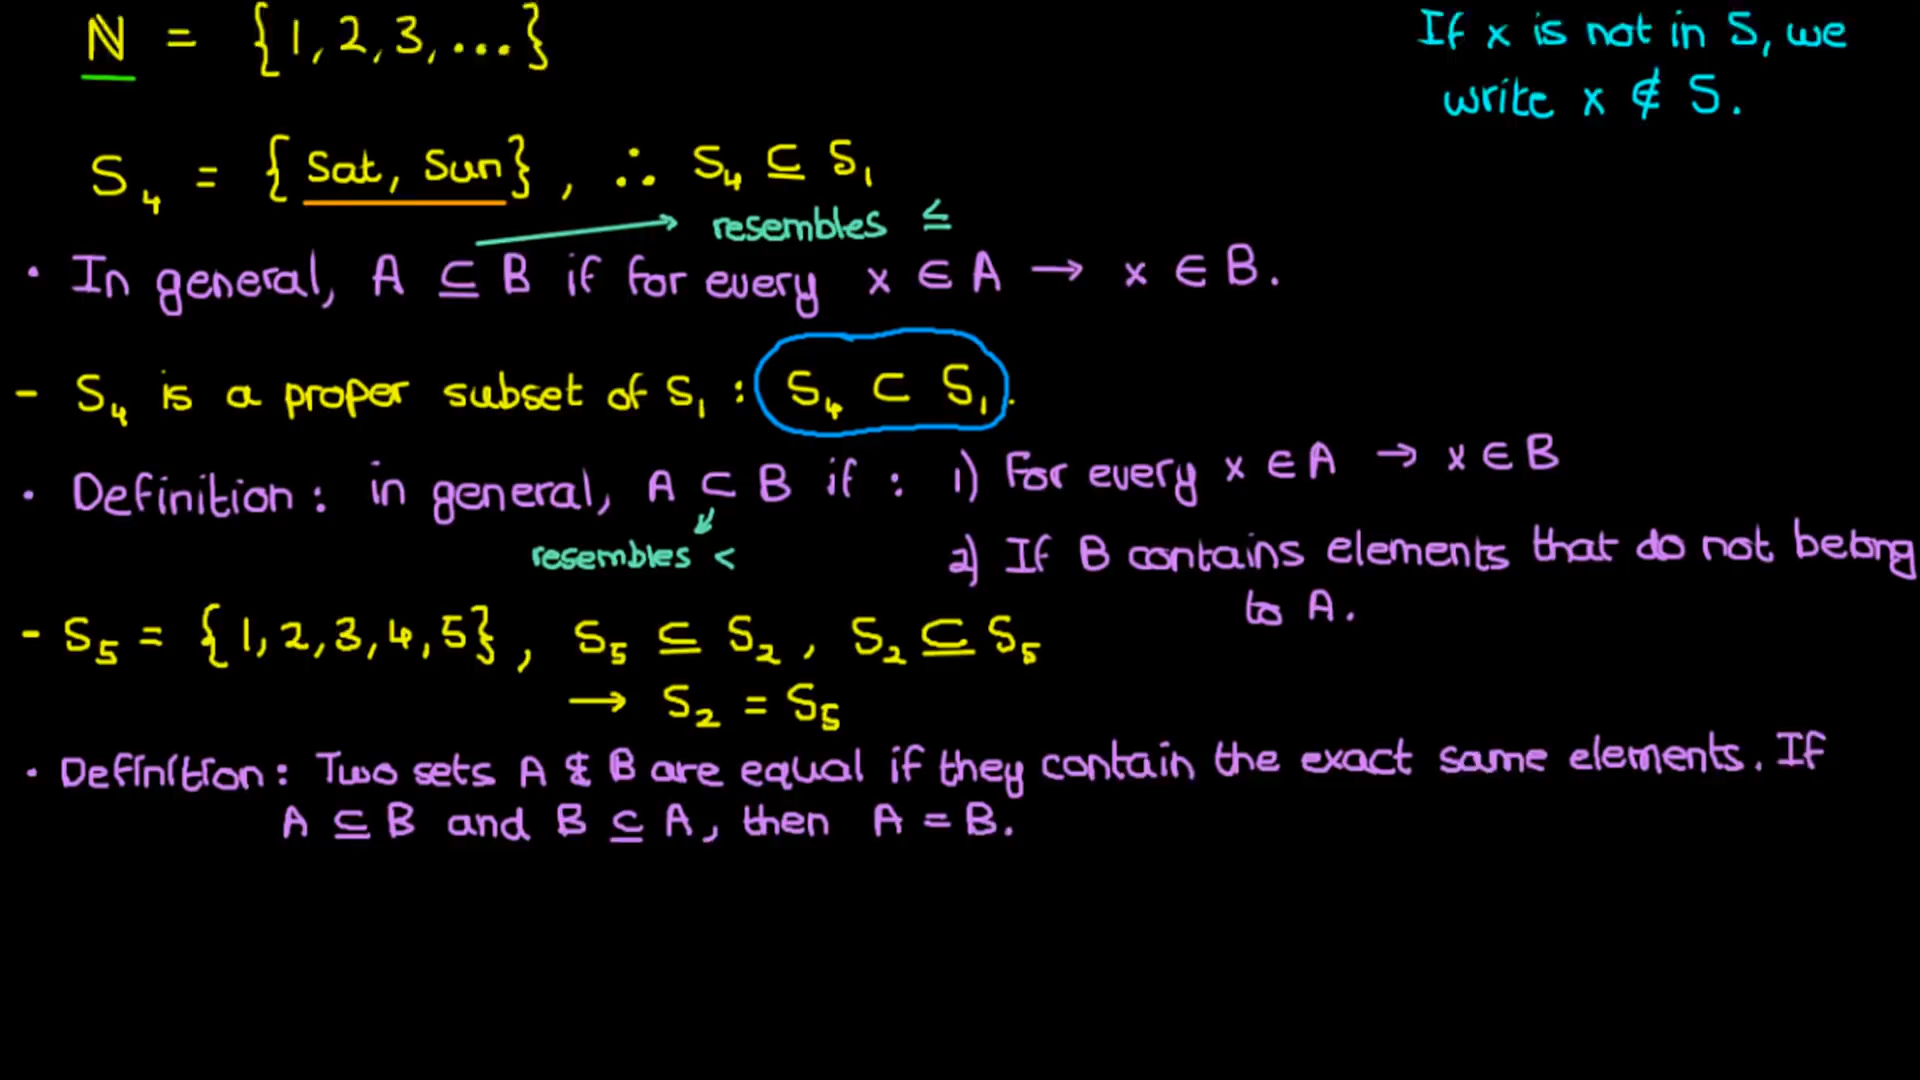 N = {1, 2, 3, ...}
If x is not in S, we
write x ∉ S.
S₄ = {Sat, Sun}, ∴ S₄ ⊆ S₁
resembles ≤
• In general, A ⊆ B if for every x ∈ A → x ∈ B.
- S₄ is a proper subset of S₁ : S₄ ⊂ S₁.
• Definition: in general, A ⊂ B if : 1) For every x ∈ A → x ∈ B
resembles <
2) If B contains elements that do not belong
to A.
- S₅ = {1, 2, 3, 4, 5}, S₅ ⊆ S₂, S₂ ⊆ S₅
→ S₂ = S₅
• Definition: Two sets A & B are equal if they contain the exact same elements. If
A ⊆ B and B ⊆ A, then A = B.